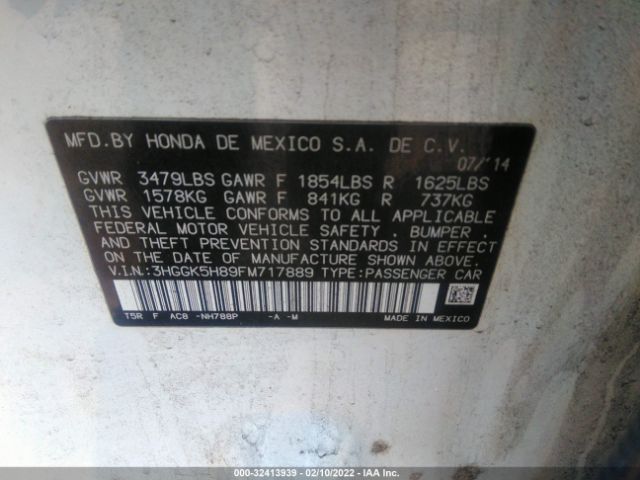 MFD.BY HONDA DE MEXICO S.A. DE C.V.
07/'14
GVWR 3479LBS GAWR F 1854LBS R 1625LBS
GVWR 1578KG GAWR F 841KG R 737KG
THIS VEHICLE CONFORMS TO ALL APPLICABLE
FEDERAL MOTOR VEHICLE SAFETY , BUMPER ,
AND THEFT PREVENTION STANDARDS IN EFFECT
ON THE DATE OF MANUFACTURE SHOWN ABOVE.
V.I.N.:3HGGK5H89FM717889 TYPE:PASSENGER CAR
T5R F AC8 -NH788P -A -M MADE IN MEXICO
000-32413939 - 02/10/2022 - IAA Inc.